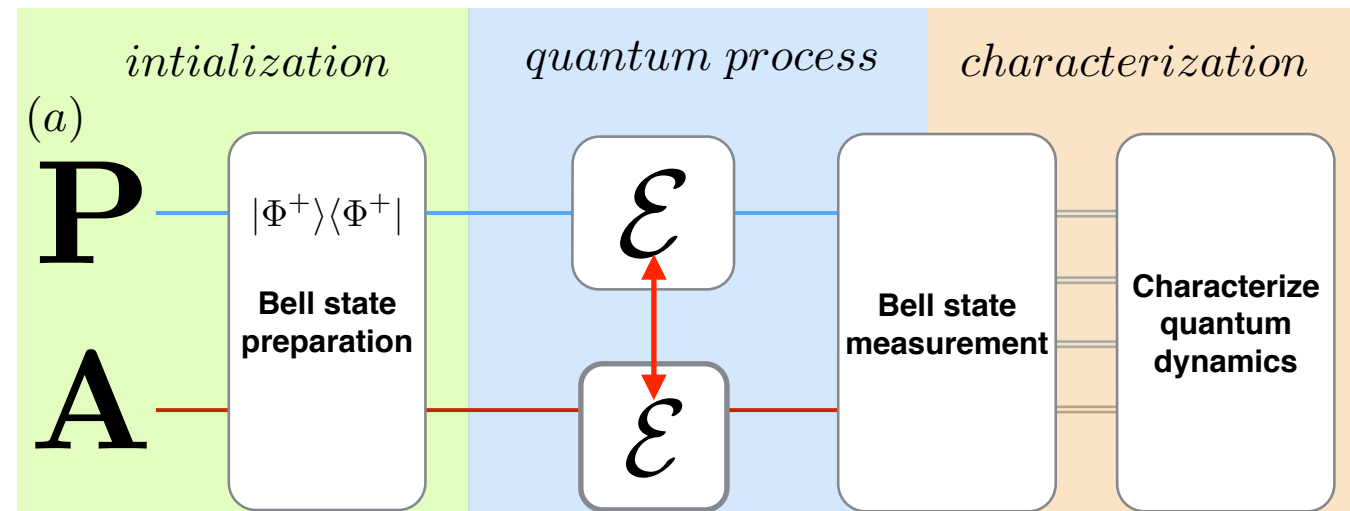 intialization
quantum process
characterization
(a)
P
|Φ⁺⟩⟨Φ⁺|
Bell state
preparation
ℰ
Bell state
measurement
Characterize
quantum
dynamics
A
ℰ